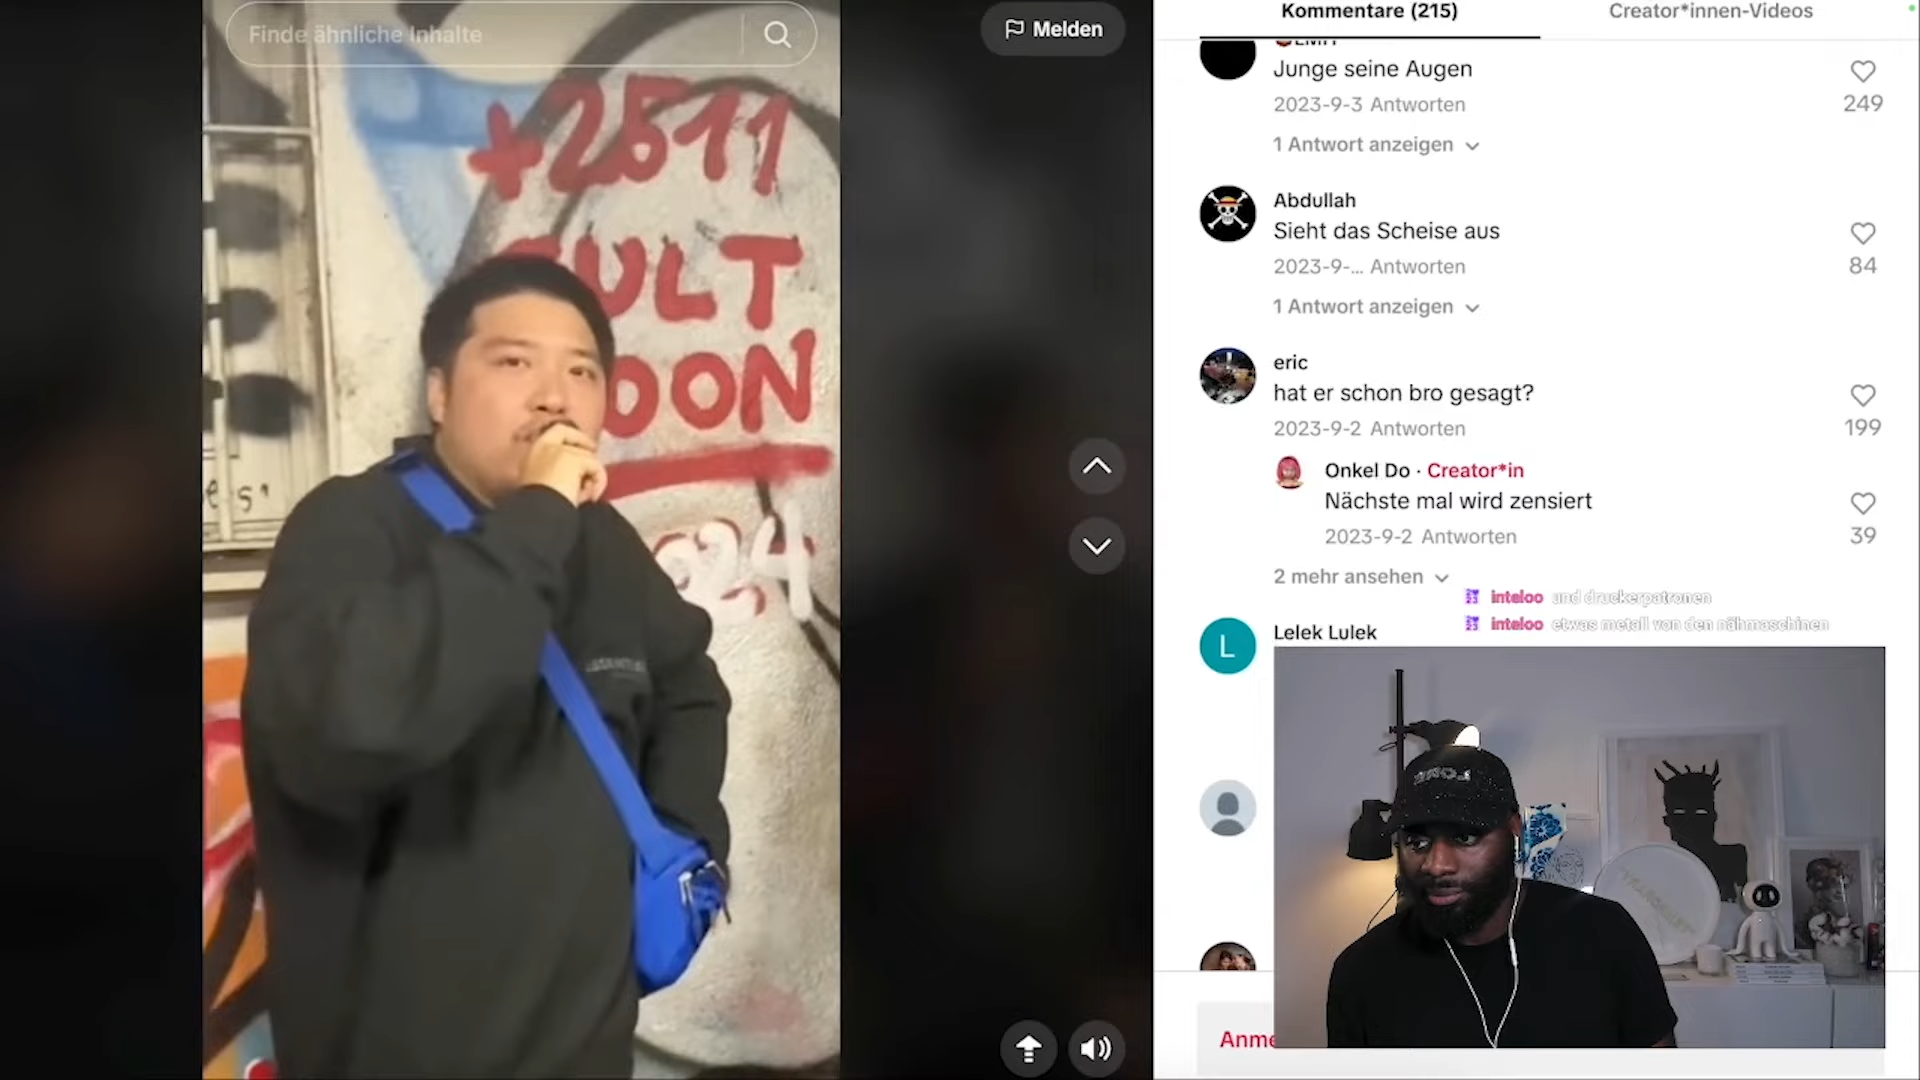 Finde ähnliche Inhalte
Melden
+2511
ULT
OON
Kommentare (215)
Creator*innen-Videos
Junge seine Augen
2023-9-3 Antworten
249
1 Antwort anzeigen
Abdullah
Sieht das Scheise aus
2023-9-... Antworten
84
1 Antwort anzeigen
eric
hat er schon bro gesagt?
2023-9-2 Antworten
199
Onkel Do · Creator*in
Nächste mal wird zensiert
2023-9-2 Antworten
39
2 mehr ansehen
inteloo und druckerpatronen
inteloo etwas metall von den nähmaschinen
L
Lelek Lulek
Anme